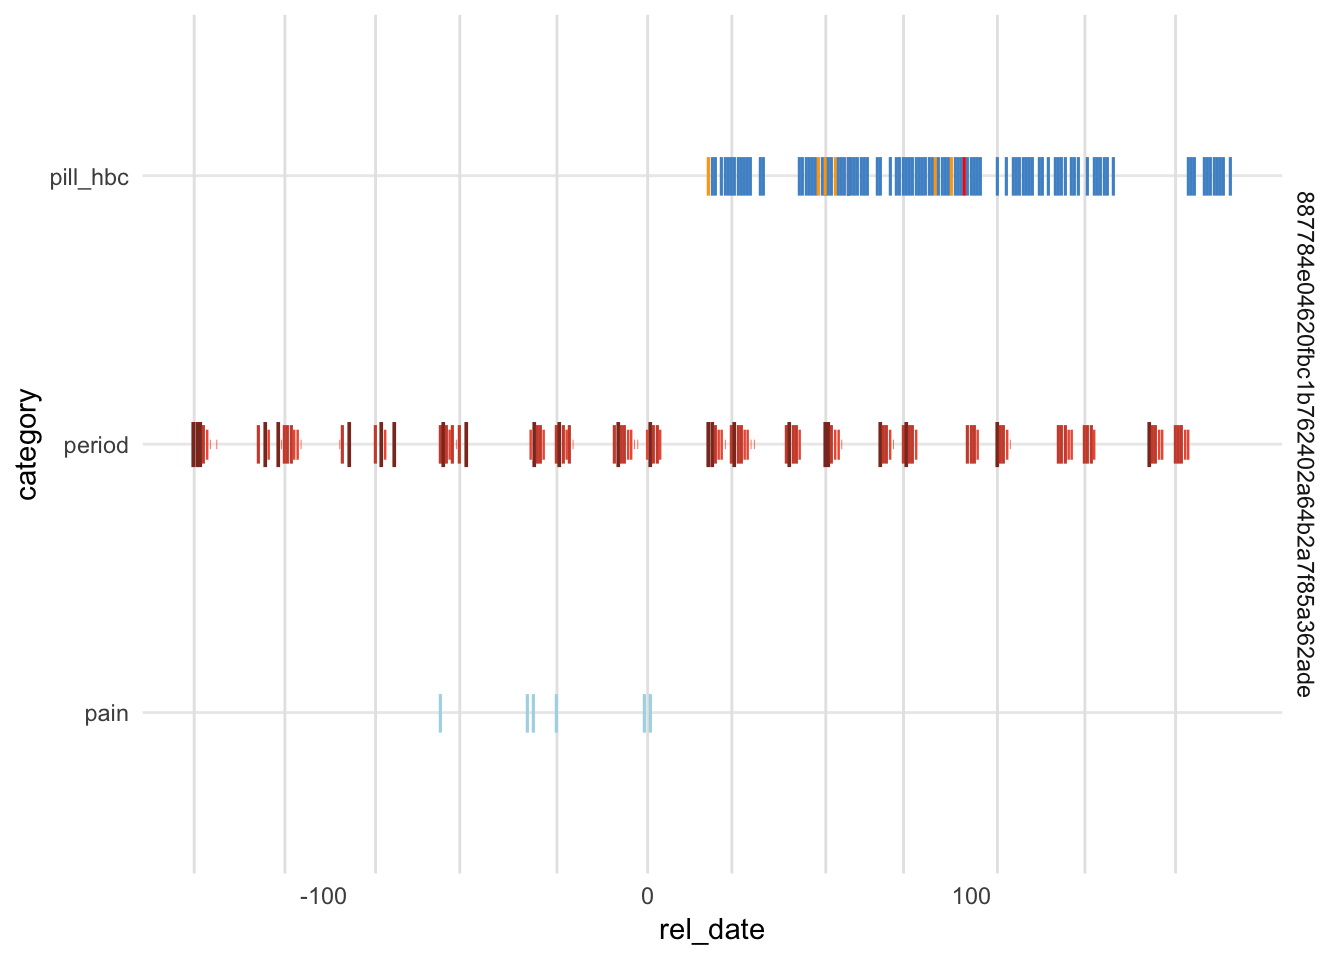 pill_hbc
period
pain
category
-100
0
100
rel_date
887784e04620fbc1b762402a64b2a7f85a362ade